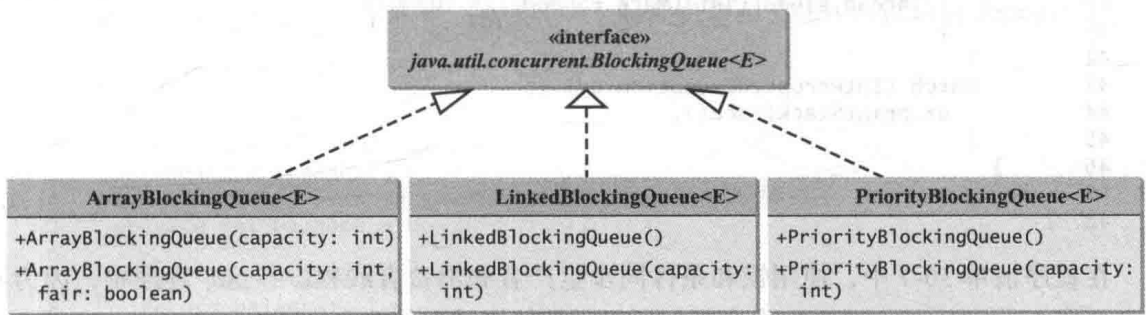 «interface»
java.util.concurrent.BlockingQueue<E>
ArrayBlockingQueue<E>
+ArrayBlockingQueue(capacity: int)
+ArrayBlockingQueue(capacity: int,
fair: boolean)
LinkedBlockingQueue<E>
+LinkedBlockingQueue()
+LinkedBlockingQueue(capacity:
int)
PriorityBlockingQueue<E>
+PriorityBlockingQueue()
+PriorityBlockingQueue(capacity:
int)